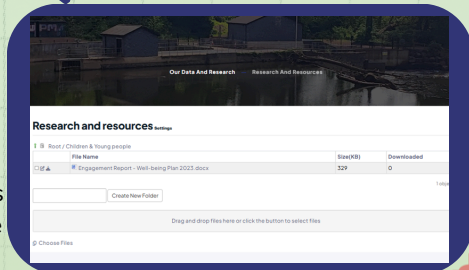 Our Data And Research Research And Resources
Research and resources Settings
Root / Children & Young people
File Name Size(KB) Downloaded
Engagement Report - Well-being Plan 2023.docx 329 0
Create New Folder
Drag and drop files here or click the button to select files
Choose Files